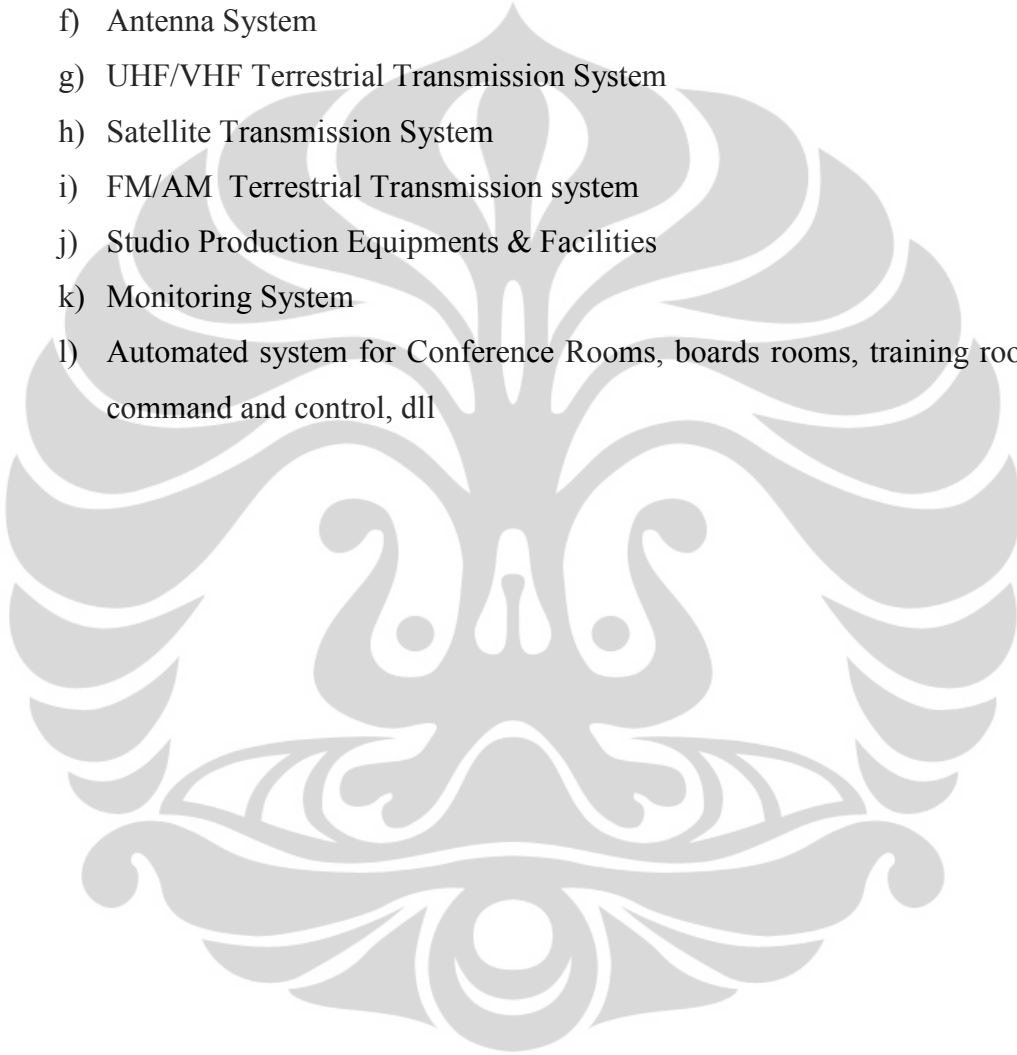 f) Antenna System
g) UHF/VHF Terrestrial Transmission System
h) Satellite Transmission System
i) FM/AM Terrestrial Transmission system
j) Studio Production Equipments & Facilities
k) Monitoring System
l) Automated system for Conference Rooms, boards rooms, training
command and control, dll